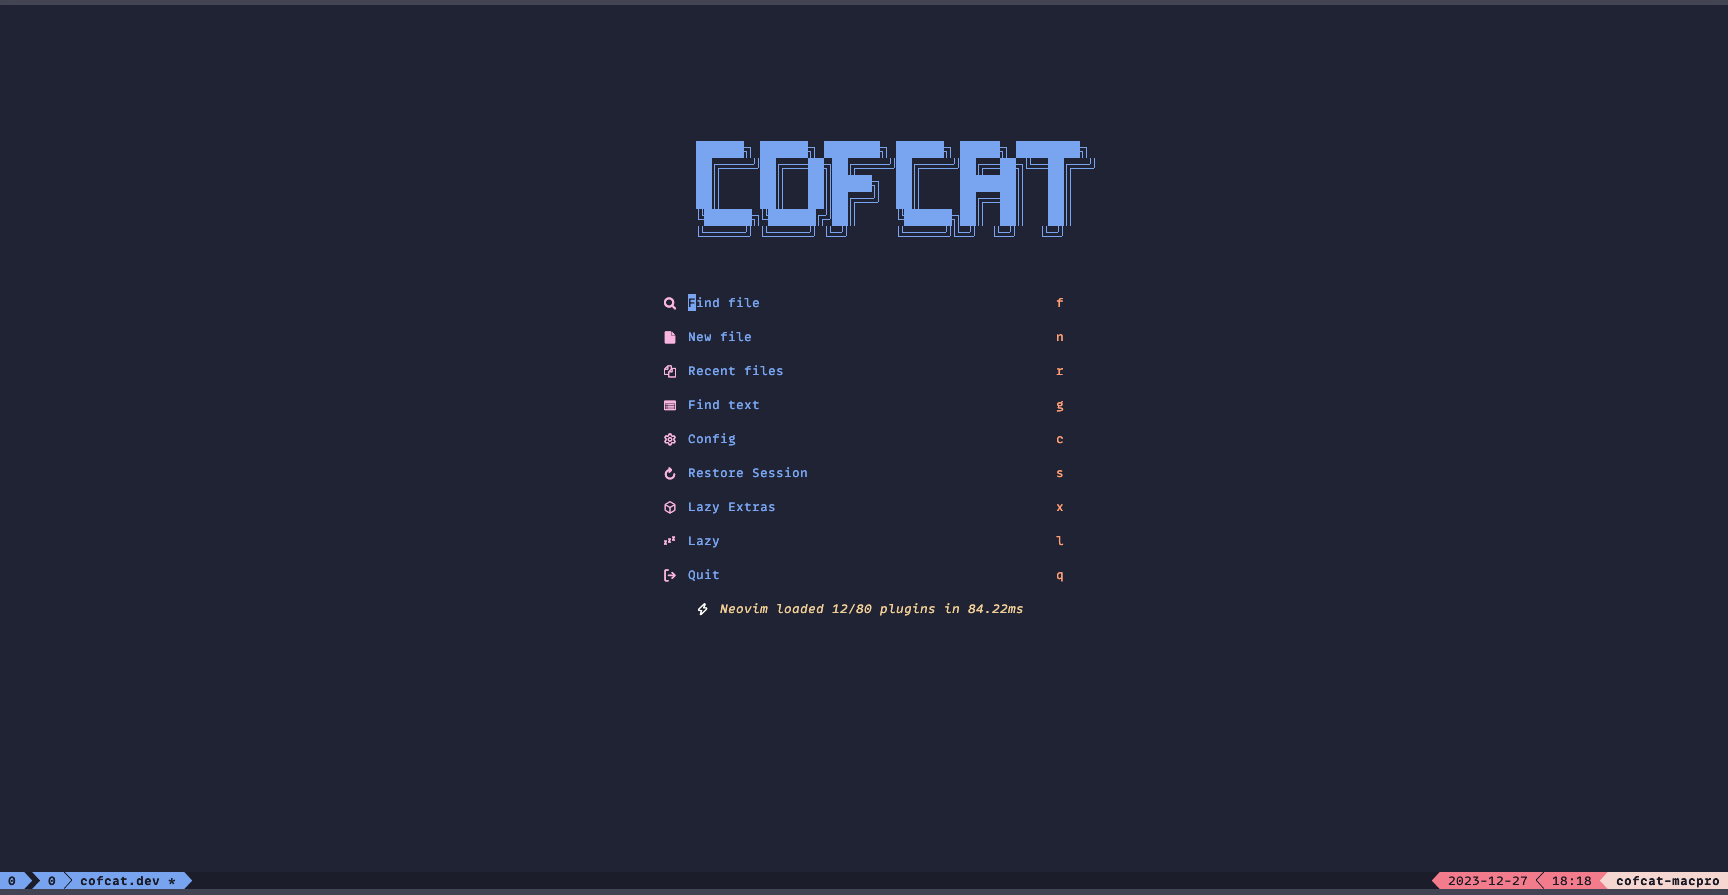 COFCAT
Find file f
New file n
Recent files r
Find text g
Config c
Restore Session s
Lazy Extras x
Lazy l
Quit q
Neovim loaded 12/80 plugins in 84.22ms
0 0 cofcat.dev * 2023-12-27 18:18 cofcat-macpro